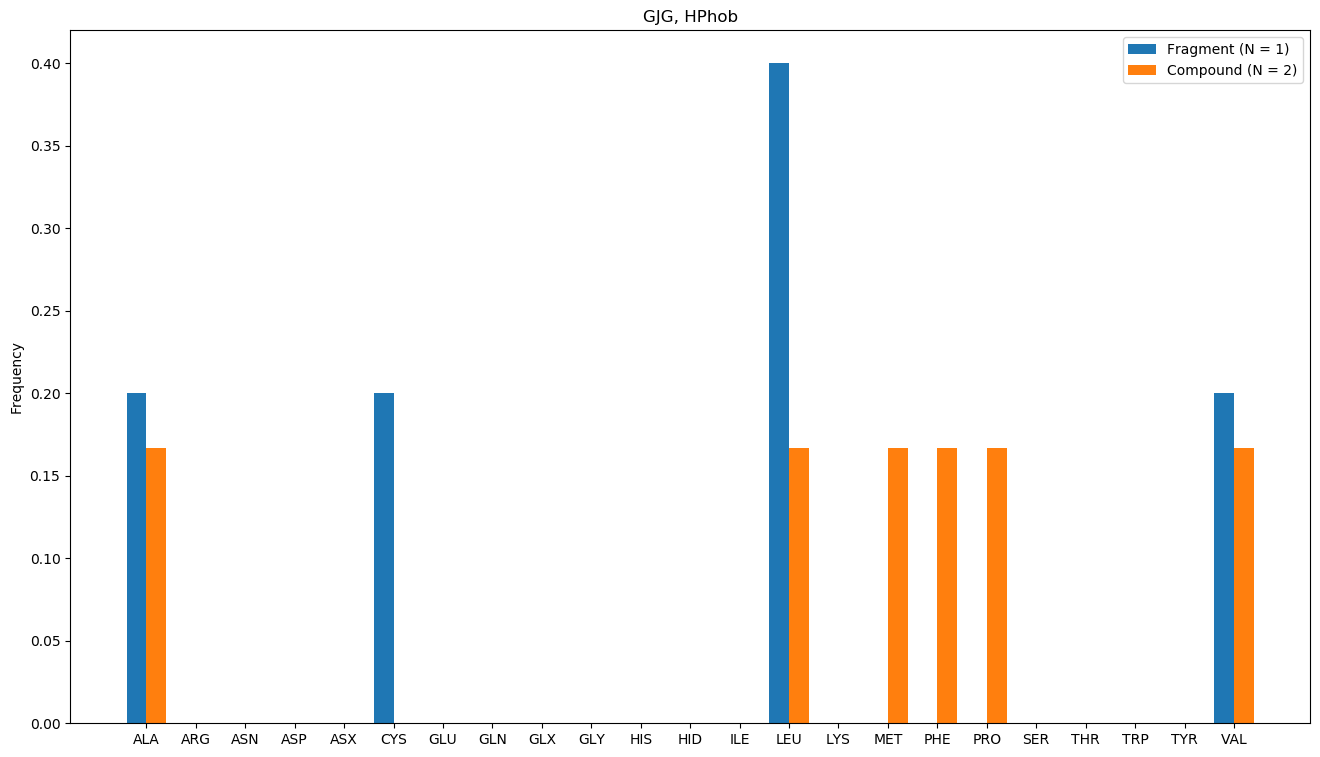 GJG, HPhob
Fragment (N = 1)
Compound (N = 2)
Frequency
0.40
0.35
0.30
0.25
0.20
0.15
0.10
0.05
0.00
ALA ARG ASN ASP ASX CYS GLU GLN GLX GLY HIS HID ILE LEU LYS MET PHE PRO SER THR TRP TYR VAL